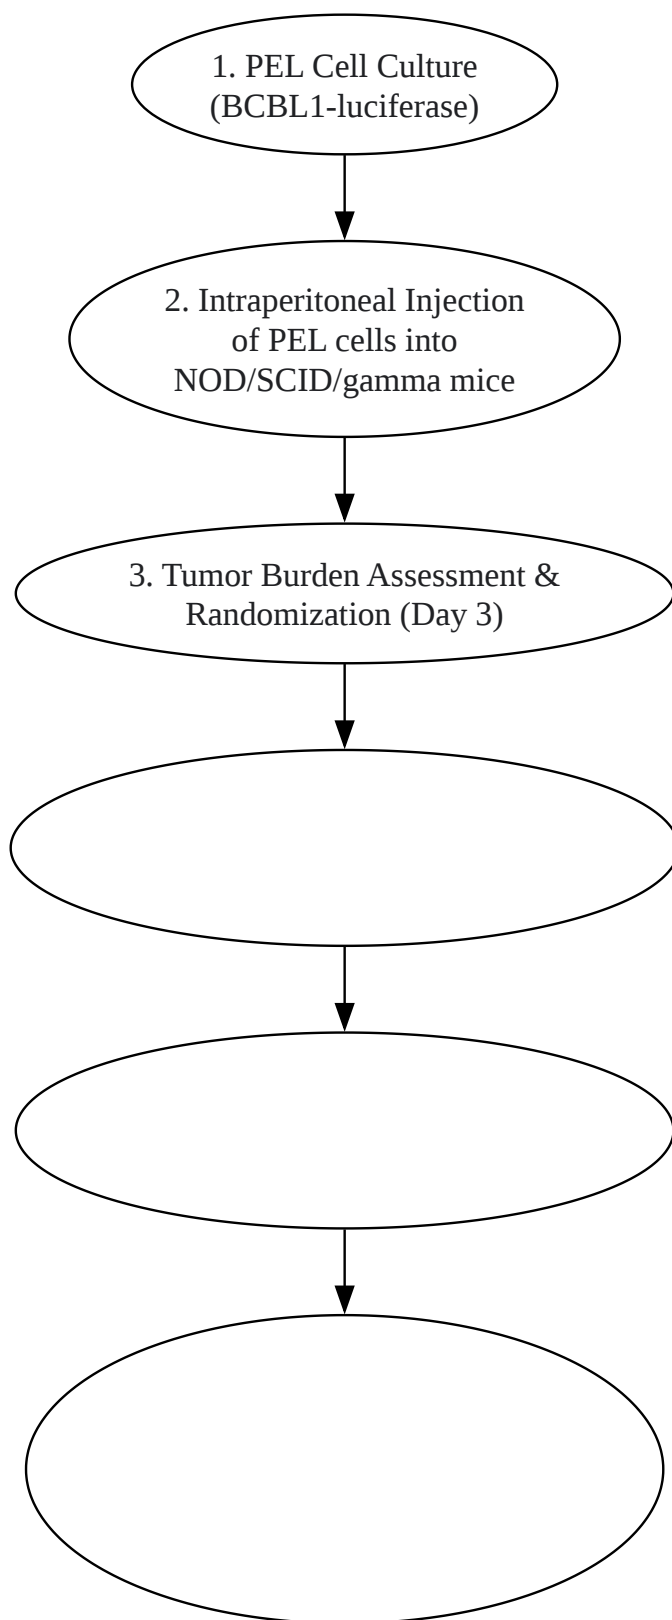 1. PEL Cell Culture
(BCBL1-luciferase)
2. Intraperitoneal Injection
of PEL cells into
NOD/SCID/gamma mice
3. Tumor Burden Assessment &
Randomization (Day 3)